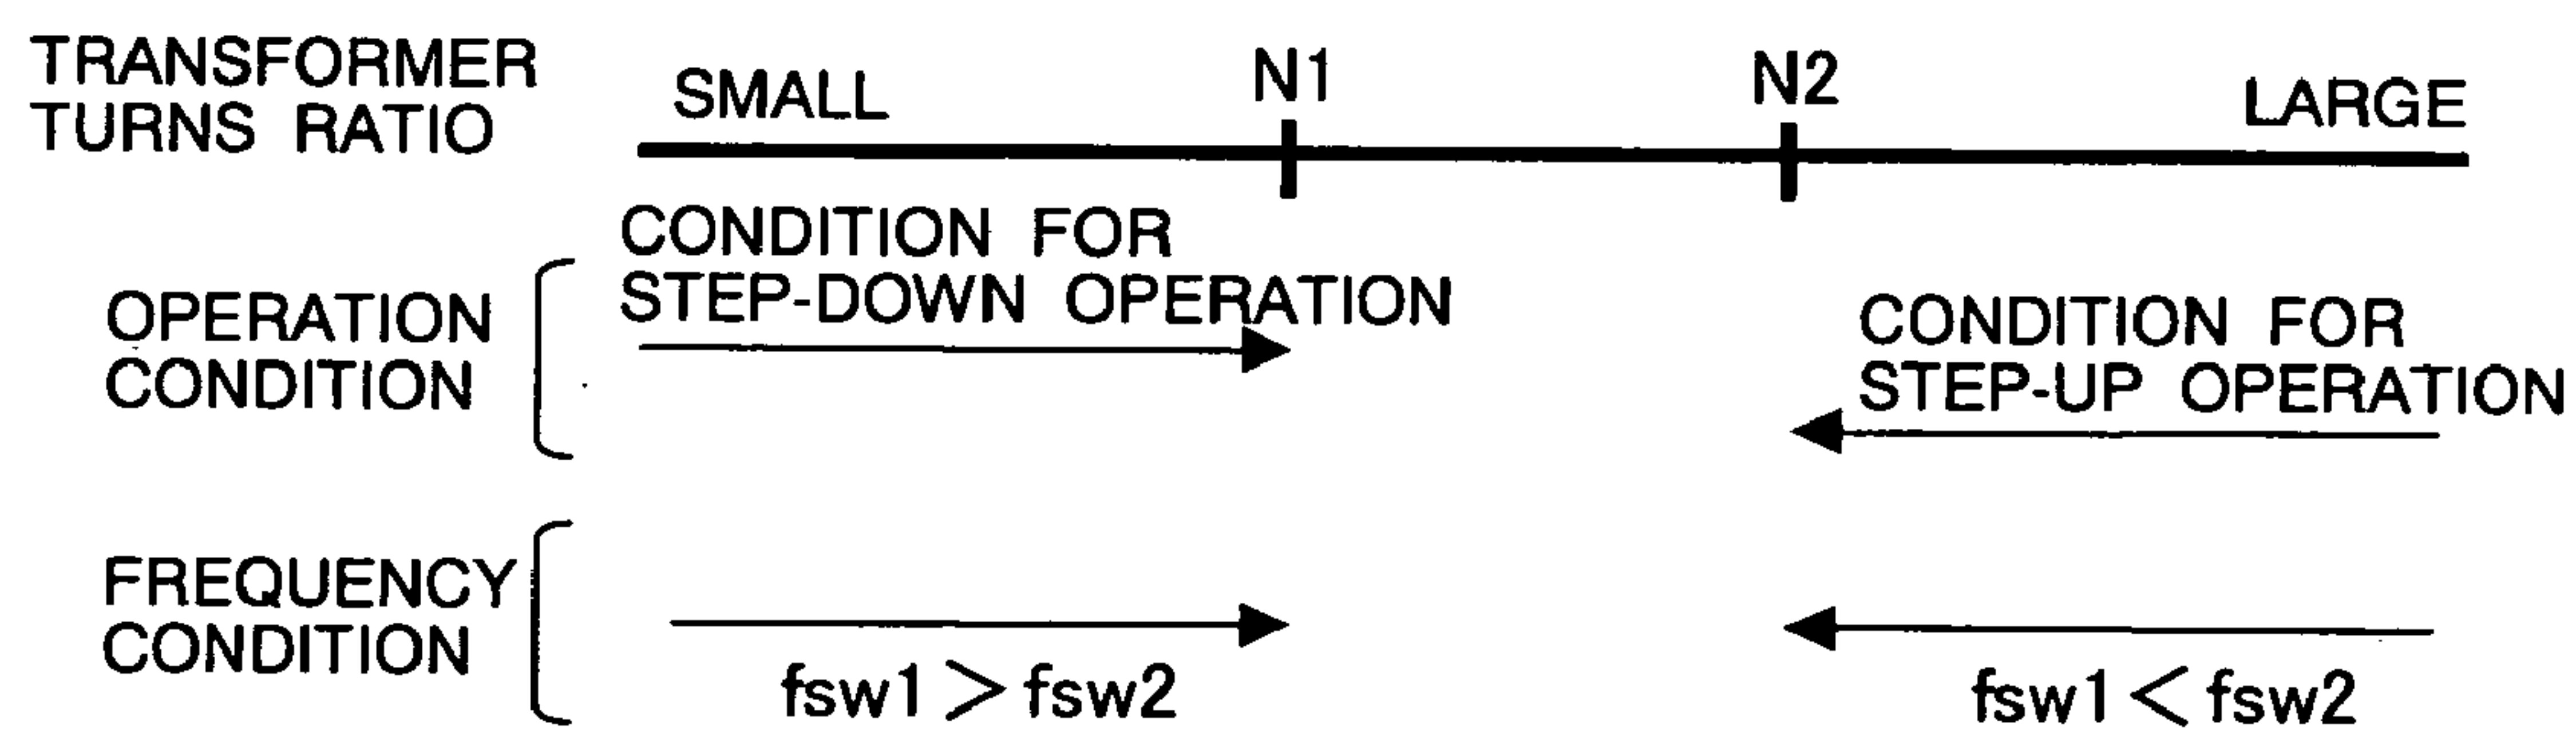 TRANSFORMER
TURNS RATIO
SMALL
N1
N2
LARGE
CONDITION FOR
STEP-DOWN OPERATION
OPERATION
CONDITION
CONDITION FOR
STEP-UP OPERATION
FREQUENCY
CONDITION
fsw1 > fsw2
fsw1 < fsw2